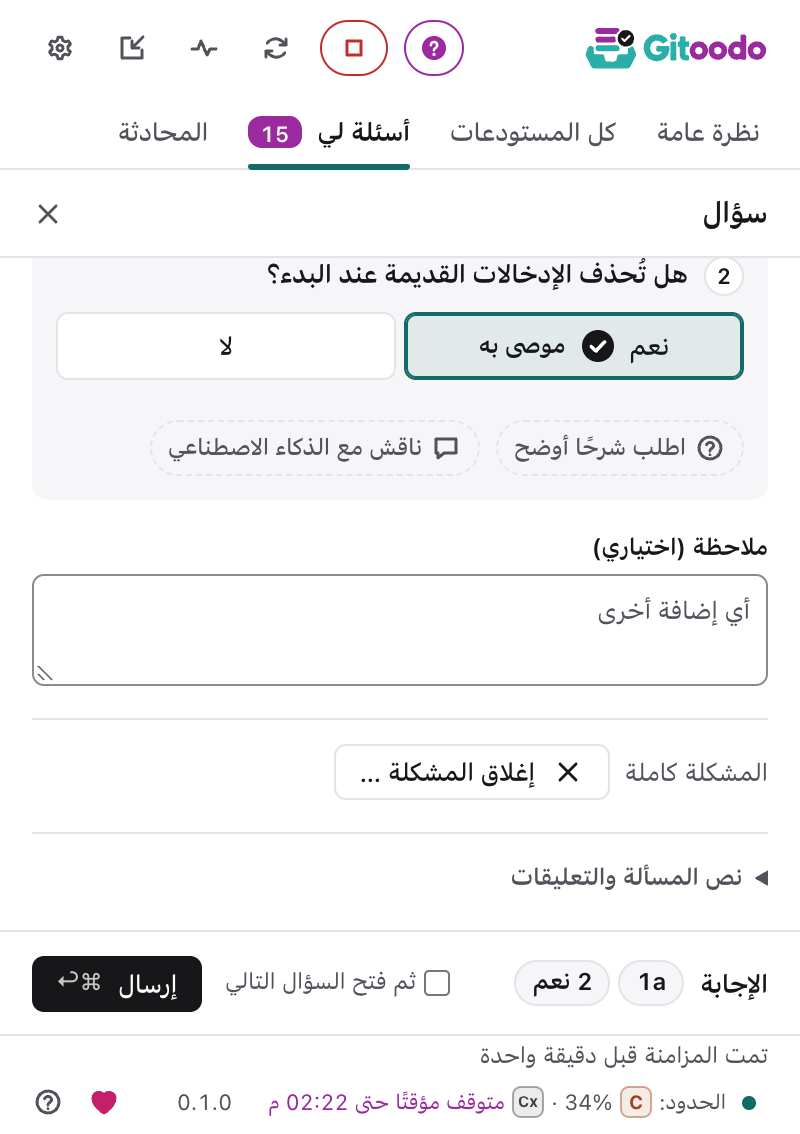 Gitoodo
نظرة عامة
كل المستودعات
أسئلة لي 15
المحادثة
سؤال
2 هل تُحذف الإدخالات القديمة عند البدء؟
نعم موصى به
لا
اطلب شرحًا أوضح
ناقش مع الذكاء الاصطناعي
ملاحظة (اختياري)
أي إضافة أخرى
المشكلة كاملة
إغلاق المشكلة ...
نص المسألة والتعليقات
الإجابة 1a 2 نعم
ثم فتح السؤال التالي
إرسال ⌘↩
تمت المزامنة قبل دقيقة واحدة
الحدود: C 34% · Cx متوقف مؤقتًا حتى 02:22 م
0.1.0